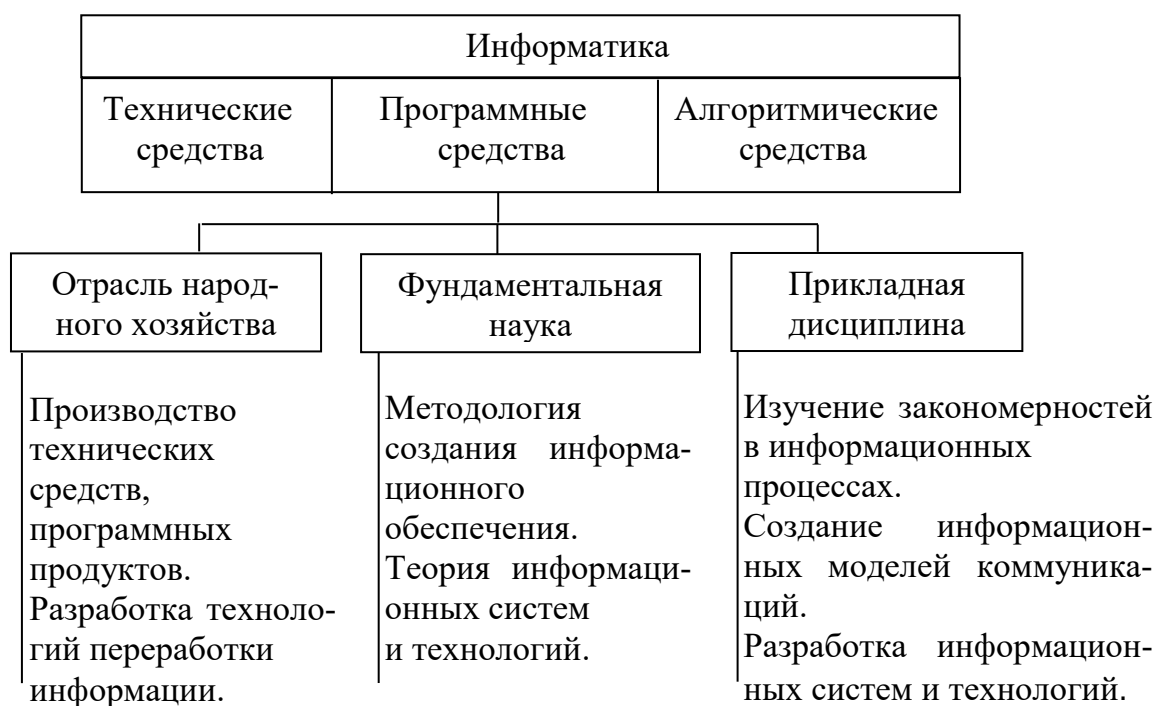 Информатика
Технические
средства
Программные
средства
Алгоритмические
средства
Отрасль народ-
ного хозяйства
Фундаментальная
наука
Прикладная
дисциплина
Производство
технических
средств,
программных
продуктов.
Разработка техноло-
гий переработки
информации.
Методология
создания информа-
ционного
обеспечения.
Теория информаци-
онных систем
и технологий.
Изучение закономерностей
в информационных
процессах.
Создание информацион-
ных моделей коммуника-
ций.
Разработка информацион-
ных систем и технологий.